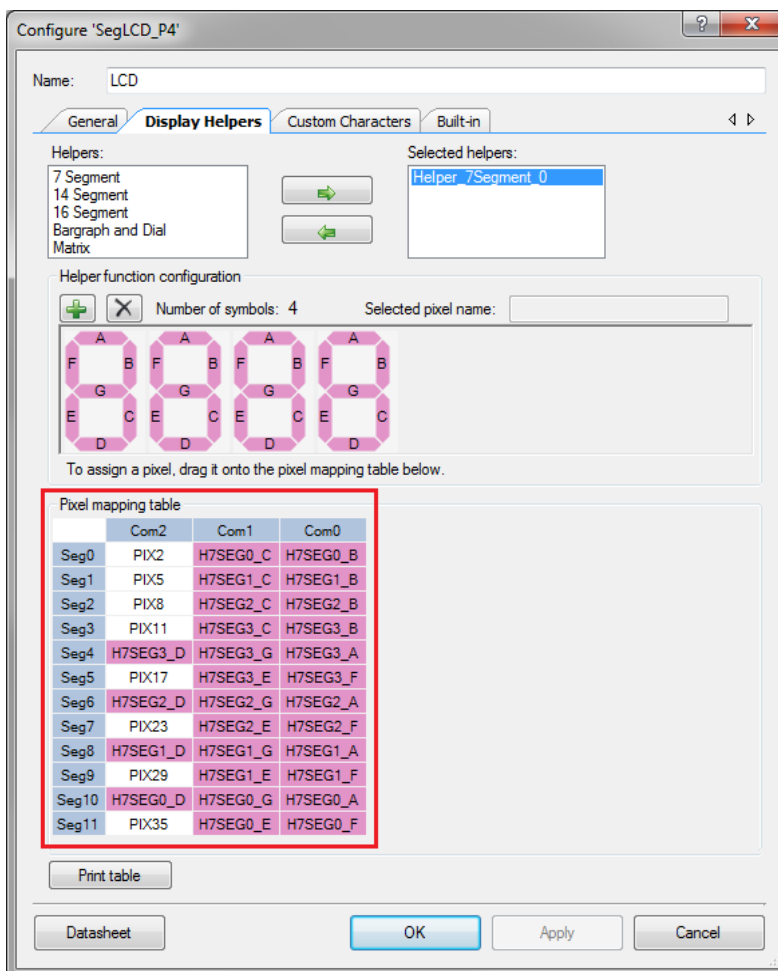 Configure 'SegLCD_P4'
?
Name: LCD
General Display Helpers Custom Characters Built-in
Helpers: Selected helpers:
7 Segment Helper_7Segment_0
14 Segment
16 Segment
Bargraph and Dial
Matrix
Helper function configuration
Number of symbols: 4 Selected pixel name:
A A A A
F B F B F B F B
G G G G
E C E C E C E C
D D D D
To assign a pixel, drag it onto the pixel mapping table below.
Pixel mapping table
Com2 Com1 Com0
Seg0 PIX2 H7SEG0_C H7SEG0_B
Seg1 PIX5 H7SEG1_C H7SEG1_B
Seg2 PIX8 H7SEG2_C H7SEG2_B
Seg3 PIX11 H7SEG3_C H7SEG3_B
Seg4 H7SEG3_D H7SEG3_G H7SEG3_A
Seg5 PIX17 H7SEG3_E H7SEG3_F
Seg6 H7SEG2_D H7SEG2_G H7SEG2_A
Seg7 PIX23 H7SEG2_E H7SEG2_F
Seg8 H7SEG1_D H7SEG1_G H7SEG1_A
Seg9 PIX29 H7SEG1_E H7SEG1_F
Seg10 H7SEG0_D H7SEG0_G H7SEG0_A
Seg11 PIX35 H7SEG0_E H7SEG0_F
Print table
Datasheet OK Apply Cancel